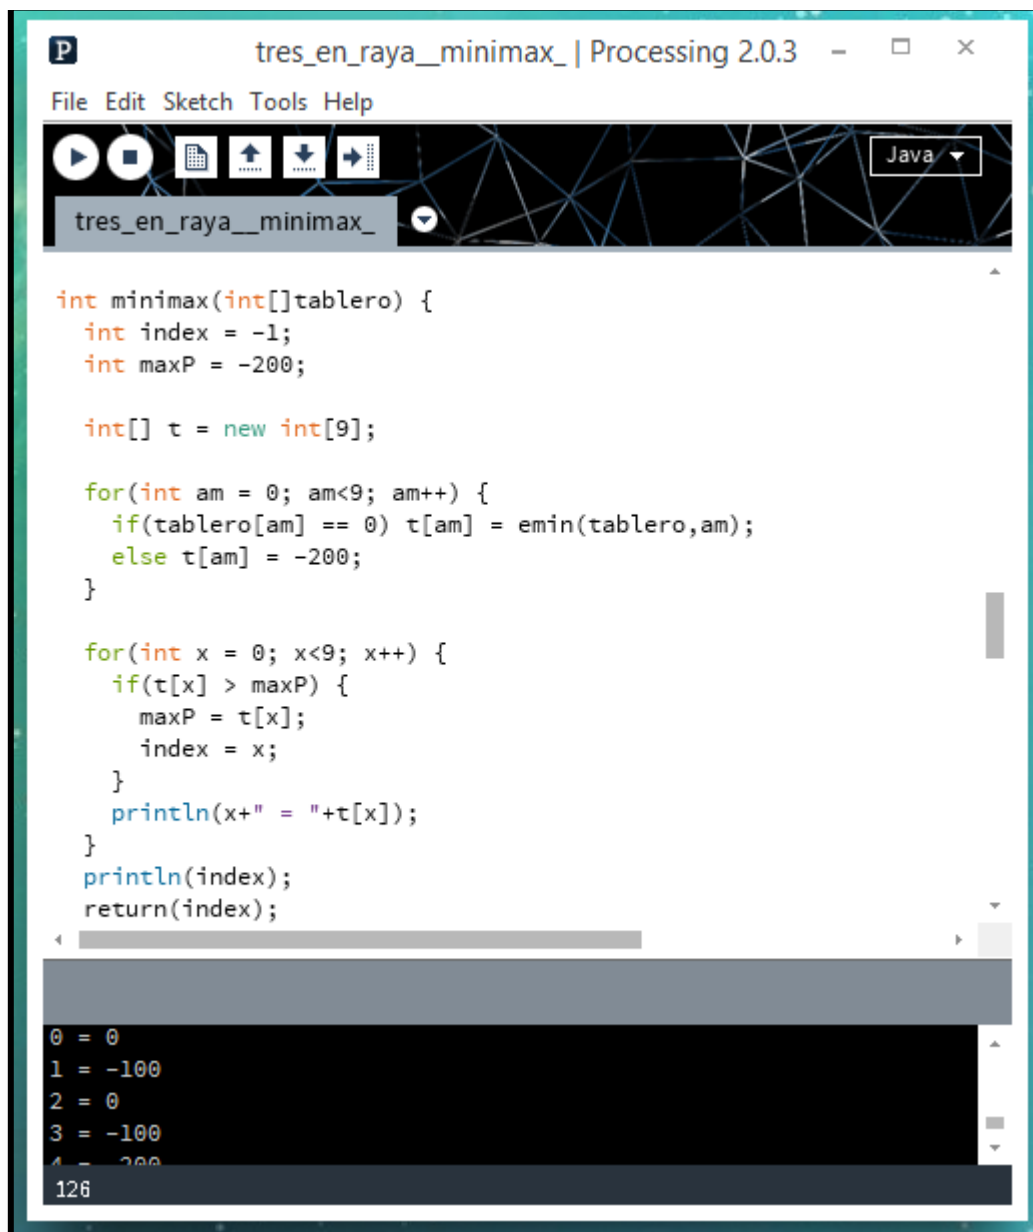 P tres_en_raya__minimax_ | Processing 2.0.3
File Edit Sketch Tools Help
Java
tres_en_raya__minimax_
int minimax(int[]tablero) {
int index = -1;
int maxP = -200;
int[] t = new int[9];
for(int am = 0; am<9; am++) {
if(tablero[am] == 0) t[am] = emin(tablero,am);
else t[am] = -200;
}
for(int x = 0; x<9; x++) {
if(t[x] > maxP) {
maxP = t[x];
index = x;
}
println(x+" = "+t[x]);
}
println(index);
return(index);
0 = 0
1 = -100
2 = 0
3 = -100
4 = -200
126